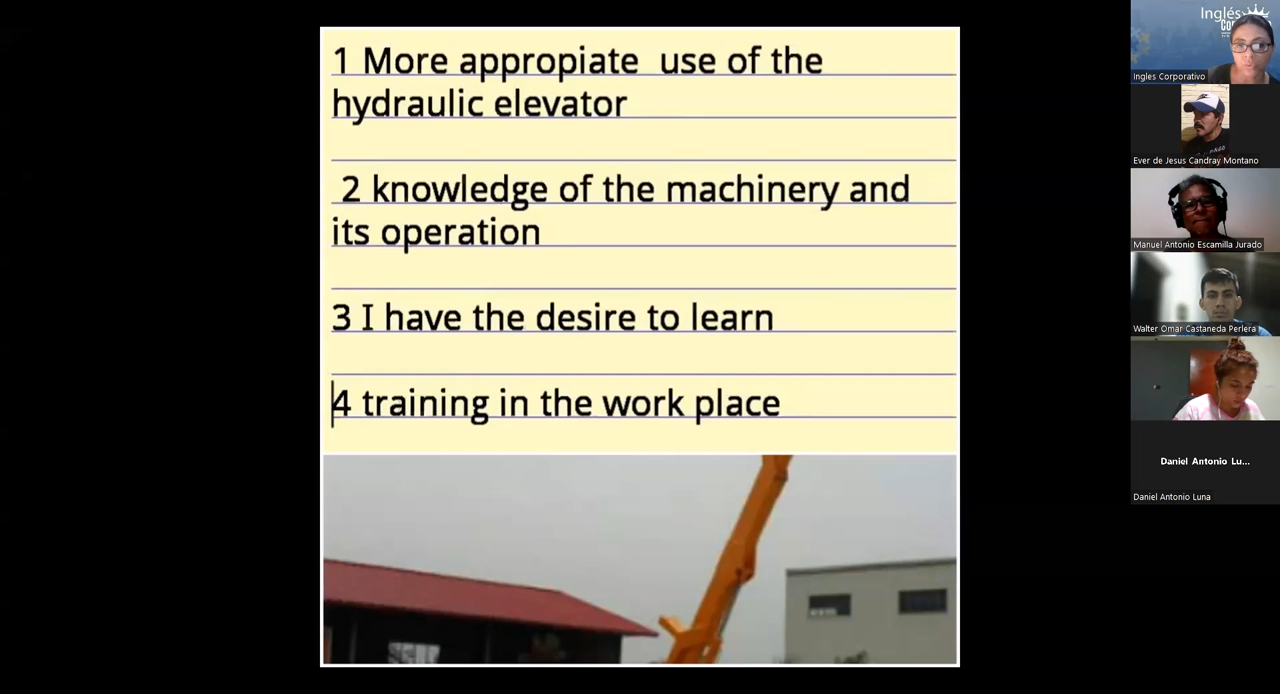 1 More appropiate use of the
hydraulic elevator
2 knowledge of the machinery and
its operation
3 I have the desire to learn
4 training in the work place
Inglés
Ingles Corporativo
Ever de Jesus Candray Montano
Manuel Antonio Escamilla Jurado
Walter Omar Castaneda Perlera
Daniel Antonio Lu...
Daniel Antonio Luna